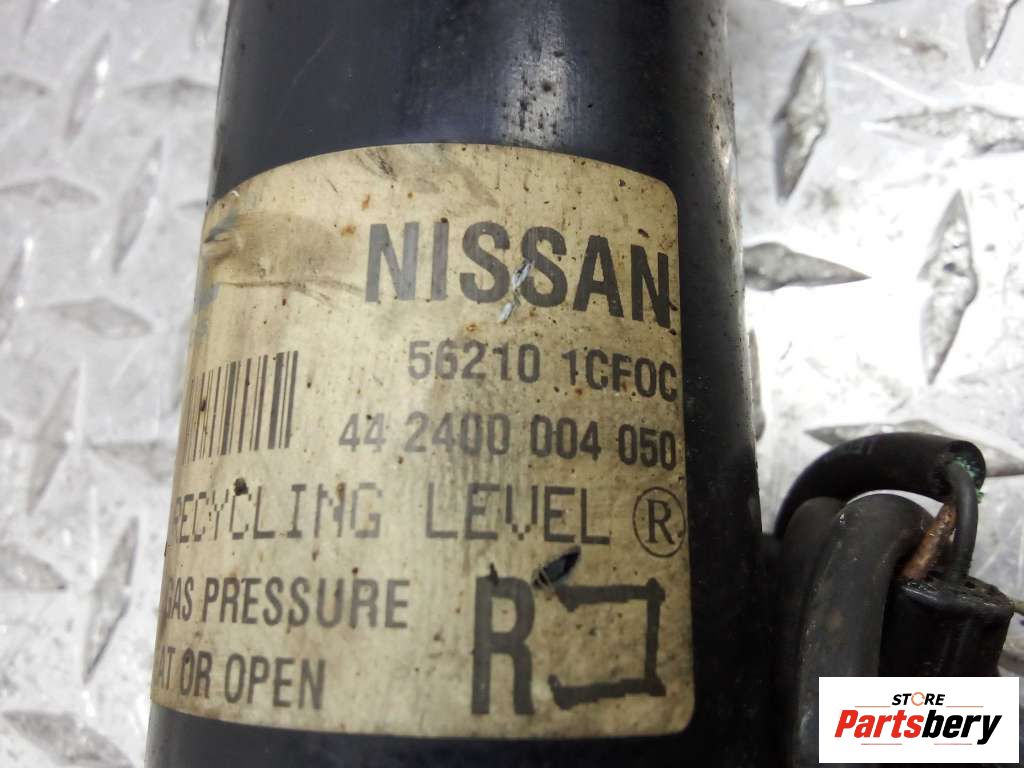 NISSAN
56210 1CF0C
44 2400 004 050
RECYCLING LEVEL ®
GAS PRESSURE
R
AT OR OPEN
STORE
Partsbery